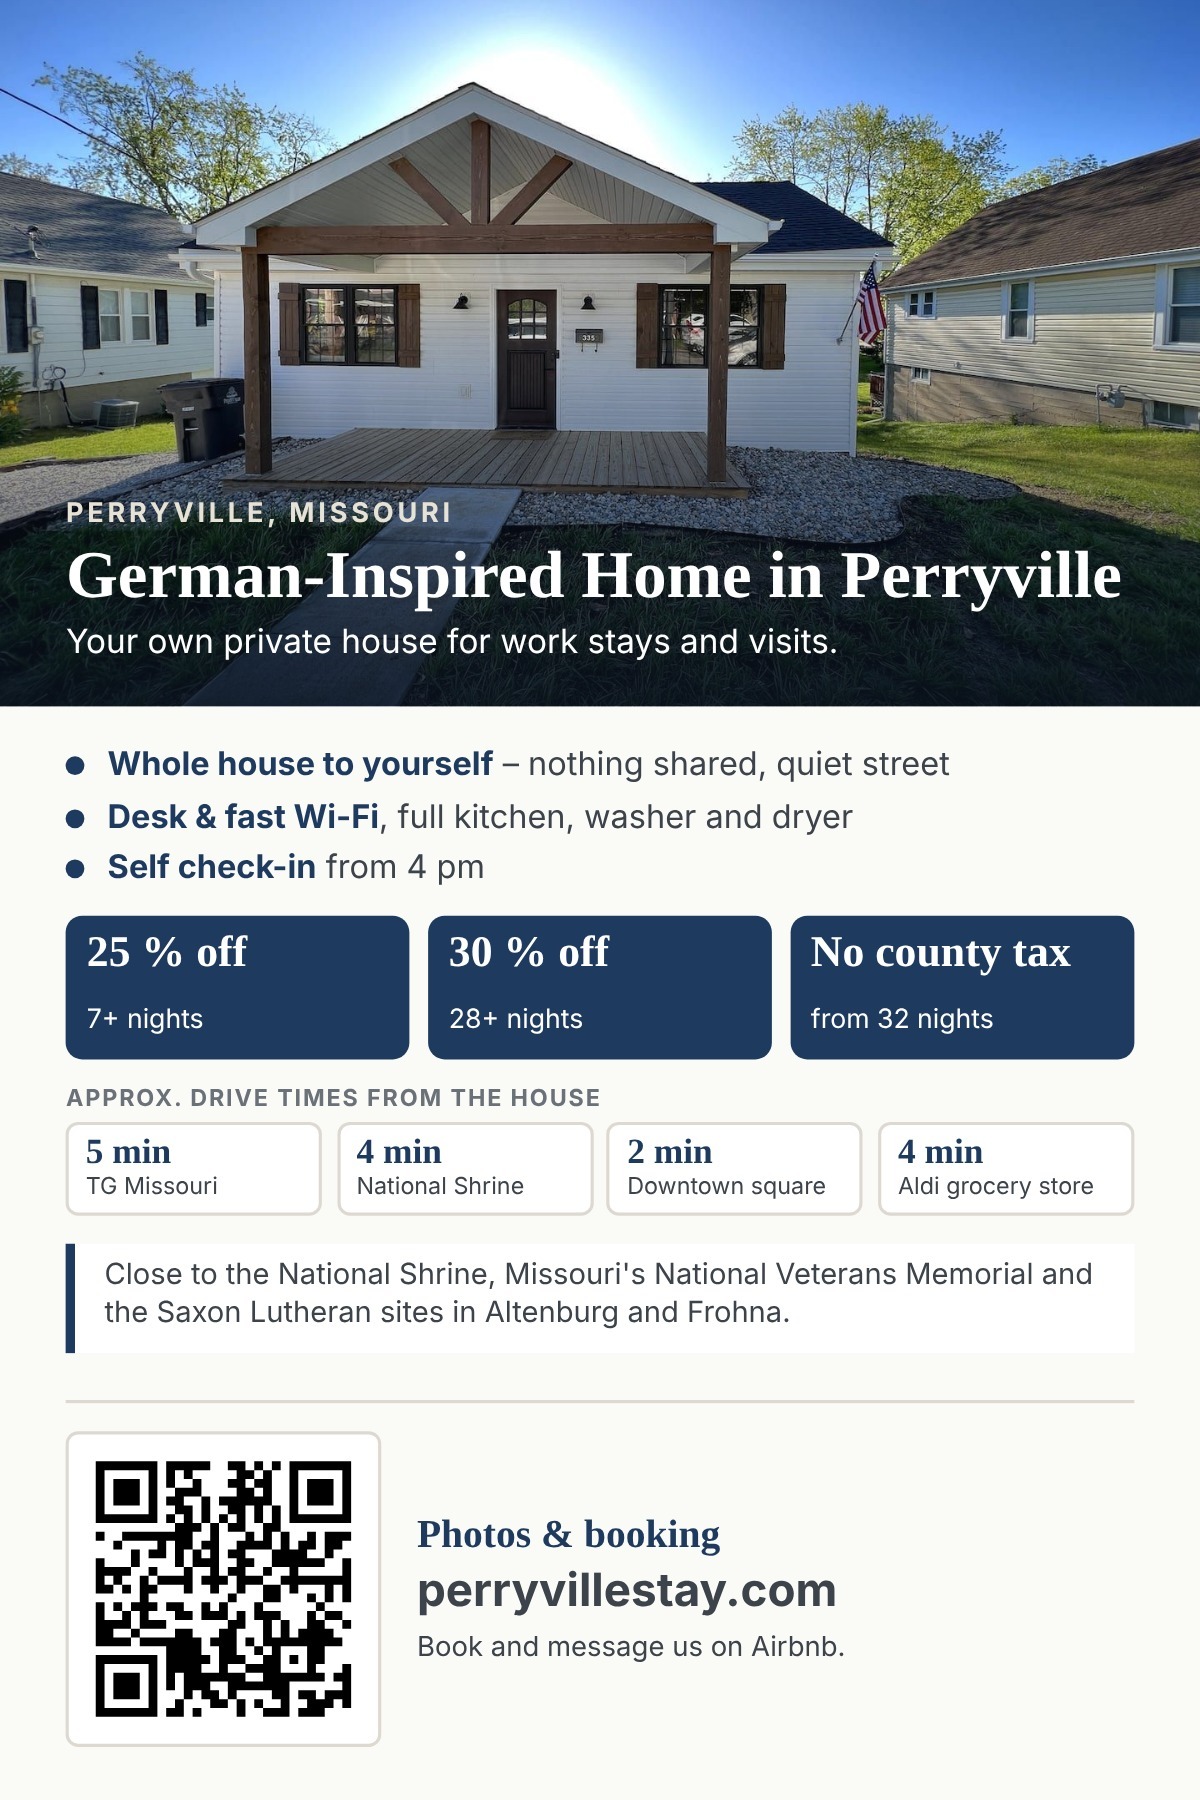 335
PERRYVILLE, MISSOURI
German-Inspired Home in Perryville
Your own private house for work stays and visits.
Whole house to yourself – nothing shared, quiet street
Desk & fast Wi-Fi, full kitchen, washer and dryer
Self check-in from 4 pm
25 % off
7+ nights
30 % off
28+ nights
No county tax
from 32 nights
APPROX. DRIVE TIMES FROM THE HOUSE
5 min
TG Missouri
4 min
National Shrine
2 min
Downtown square
4 min
Aldi grocery store
Close to the National Shrine, Missouri's National Veterans Memorial and
the Saxon Lutheran sites in Altenburg and Frohna.
Photos & booking
perryvillestay.com
Book and message us on Airbnb.